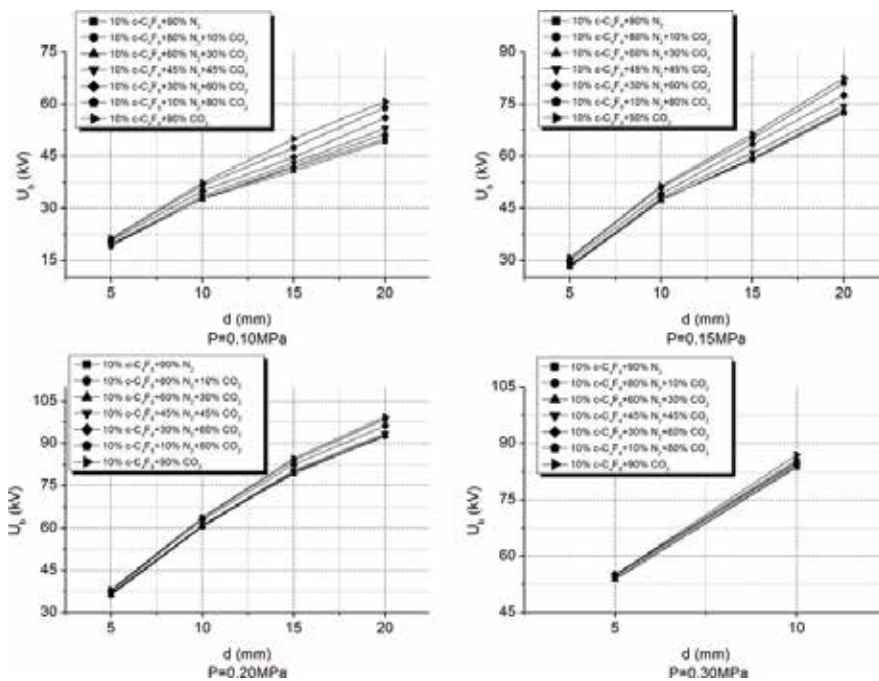 10% c-C₄F₈+90% N₂
10% c-C₄F₈+80% N₂+10% CO₂
10% c-C₄F₈+60% N₂+30% CO₂
10% c-C₄F₈+45% N₂+45% CO₂
10% c-C₄F₈+30% N₂+60% CO₂
10% c-C₄F₈+10% N₂+80% CO₂
10% c-C₄F₈+90% CO₂
75
60
45
30
15
U_b (kV)
5 10 15 20
d (mm)
P=0.10MPa
10% c-C₄F₈+90% N₂
10% c-C₄F₈+80% N₂+10% CO₂
10% c-C₄F₈+60% N₂+30% CO₂
10% c-C₄F₈+45% N₂+45% CO₂
10% c-C₄F₈+30% N₂+60% CO₂
10% c-C₄F₈+10% N₂+80% CO₂
10% c-C₄F₈+90% CO₂
90
75
60
45
30
U_b (kV)
5 10 15 20
d (mm)
P=0.15MPa
10% c-C₄F₈+90% N₂
10% c-C₄F₈+80% N₂+10% CO₂
10% c-C₄F₈+60% N₂+30% CO₂
10% c-C₄F₈+45% N₂+45% CO₂
10% c-C₄F₈+30% N₂+60% CO₂
10% c-C₄F₈+10% N₂+80% CO₂
10% c-C₄F₈+90% CO₂
105
90
75
60
45
30
U_b (kV)
5 10 15 20
d (mm)
P=0.20MPa
10% c-C₄F₈+90% N₂
10% c-C₄F₈+80% N₂+10% CO₂
10% c-C₄F₈+60% N₂+30% CO₂
10% c-C₄F₈+45% N₂+45% CO₂
10% c-C₄F₈+30% N₂+60% CO₂
10% c-C₄F₈+10% N₂+80% CO₂
10% c-C₄F₈+90% CO₂
105
90
75
60
45
U_b (kV)
5 10
d (mm)
P=0.30MPa